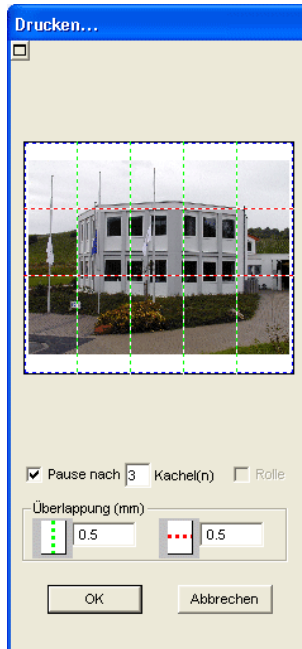 Drucken...
Pause nach 3 Kachel(n) Rolle
Überlappung (mm)
0.5 0.5
OK Abbrechen